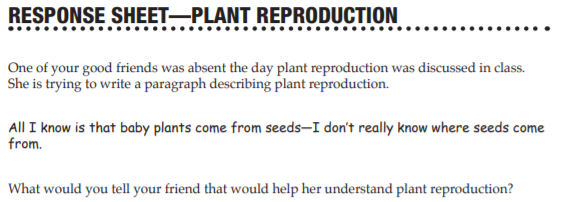 RESPONSE SHEET—PLANT REPRODUCTION
One of your good friends was absent the day plant reproduction was discussed in class.
She is trying to write a paragraph describing plant reproduction.
All I know is that baby plants come from seeds—I don't really know where seeds come
from.
What would you tell your friend that would help her understand plant reproduction?